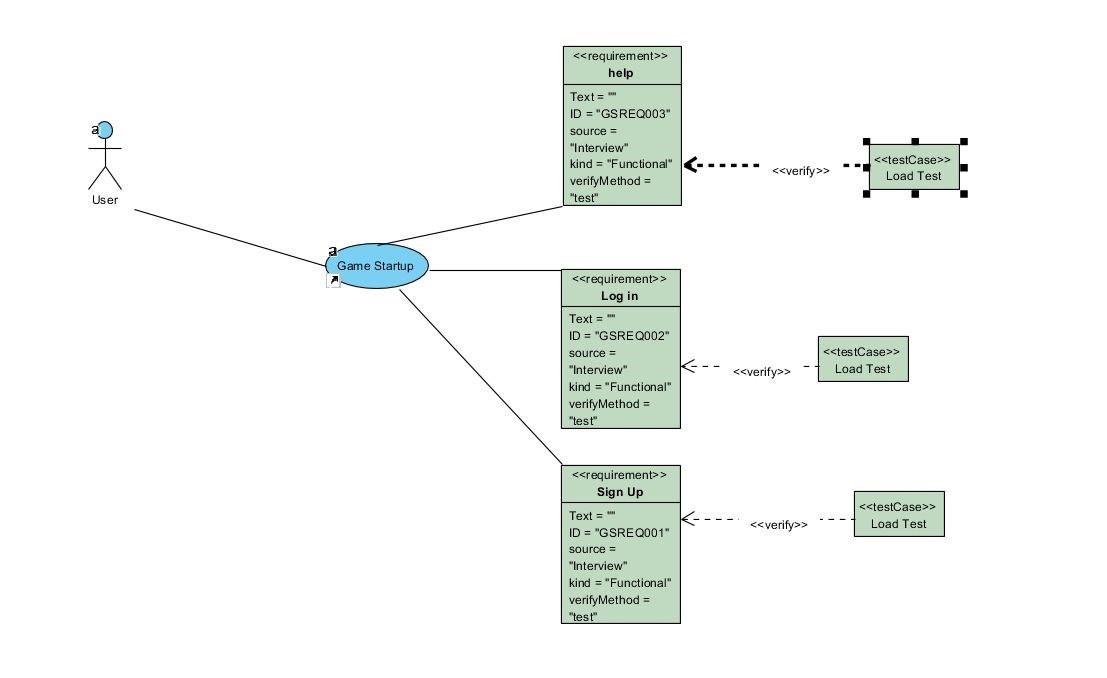 <<requirement>>
help
Text = ""
ID = "GSREQ003"
source =
"Interview"
kind = "Functional"
verifyMethod =
"test"
<<verify>>
<<testCase>>
Load Test
a
User
a
Game Startup
<<requirement>>
Log in
Text = ""
ID = "GSREQ002"
source =
"Interview"
kind = "Functional"
verifyMethod =
"test"
<<verify>>
<<testCase>>
Load Test
<<requirement>>
Sign Up
Text = ""
ID = "GSREQ001"
source =
"Interview"
kind = "Functional"
verifyMethod =
"test"
<<verify>>
<<testCase>>
Load Test